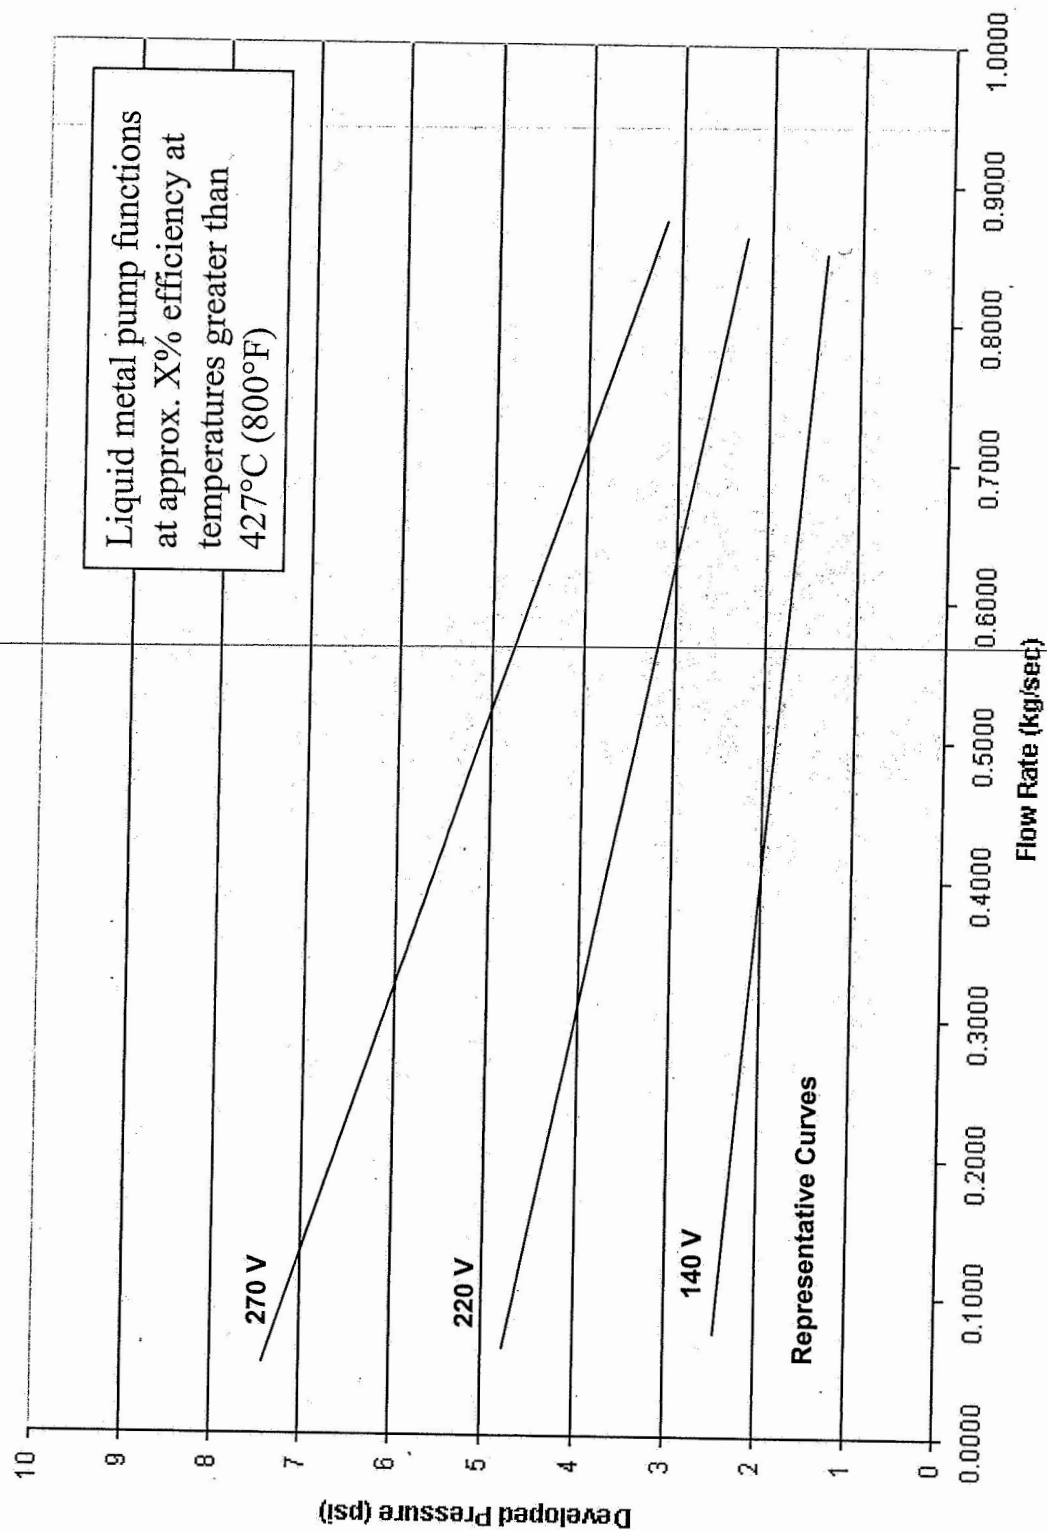 Liquid metal pump functions
at approx. X% efficiency at
temperatures greater than
427°C (800°F)
270 V
220 V
140 V
Representative Curves
Developed Pressure (psi)
10
9
8
7
6
5
4
3
2
1
0
0.0000
0.1000
0.2000
0.3000
0.4000
0.5000
0.6000
0.7000
0.8000
0.9000
1.0000
Flow Rate (kg/sec)